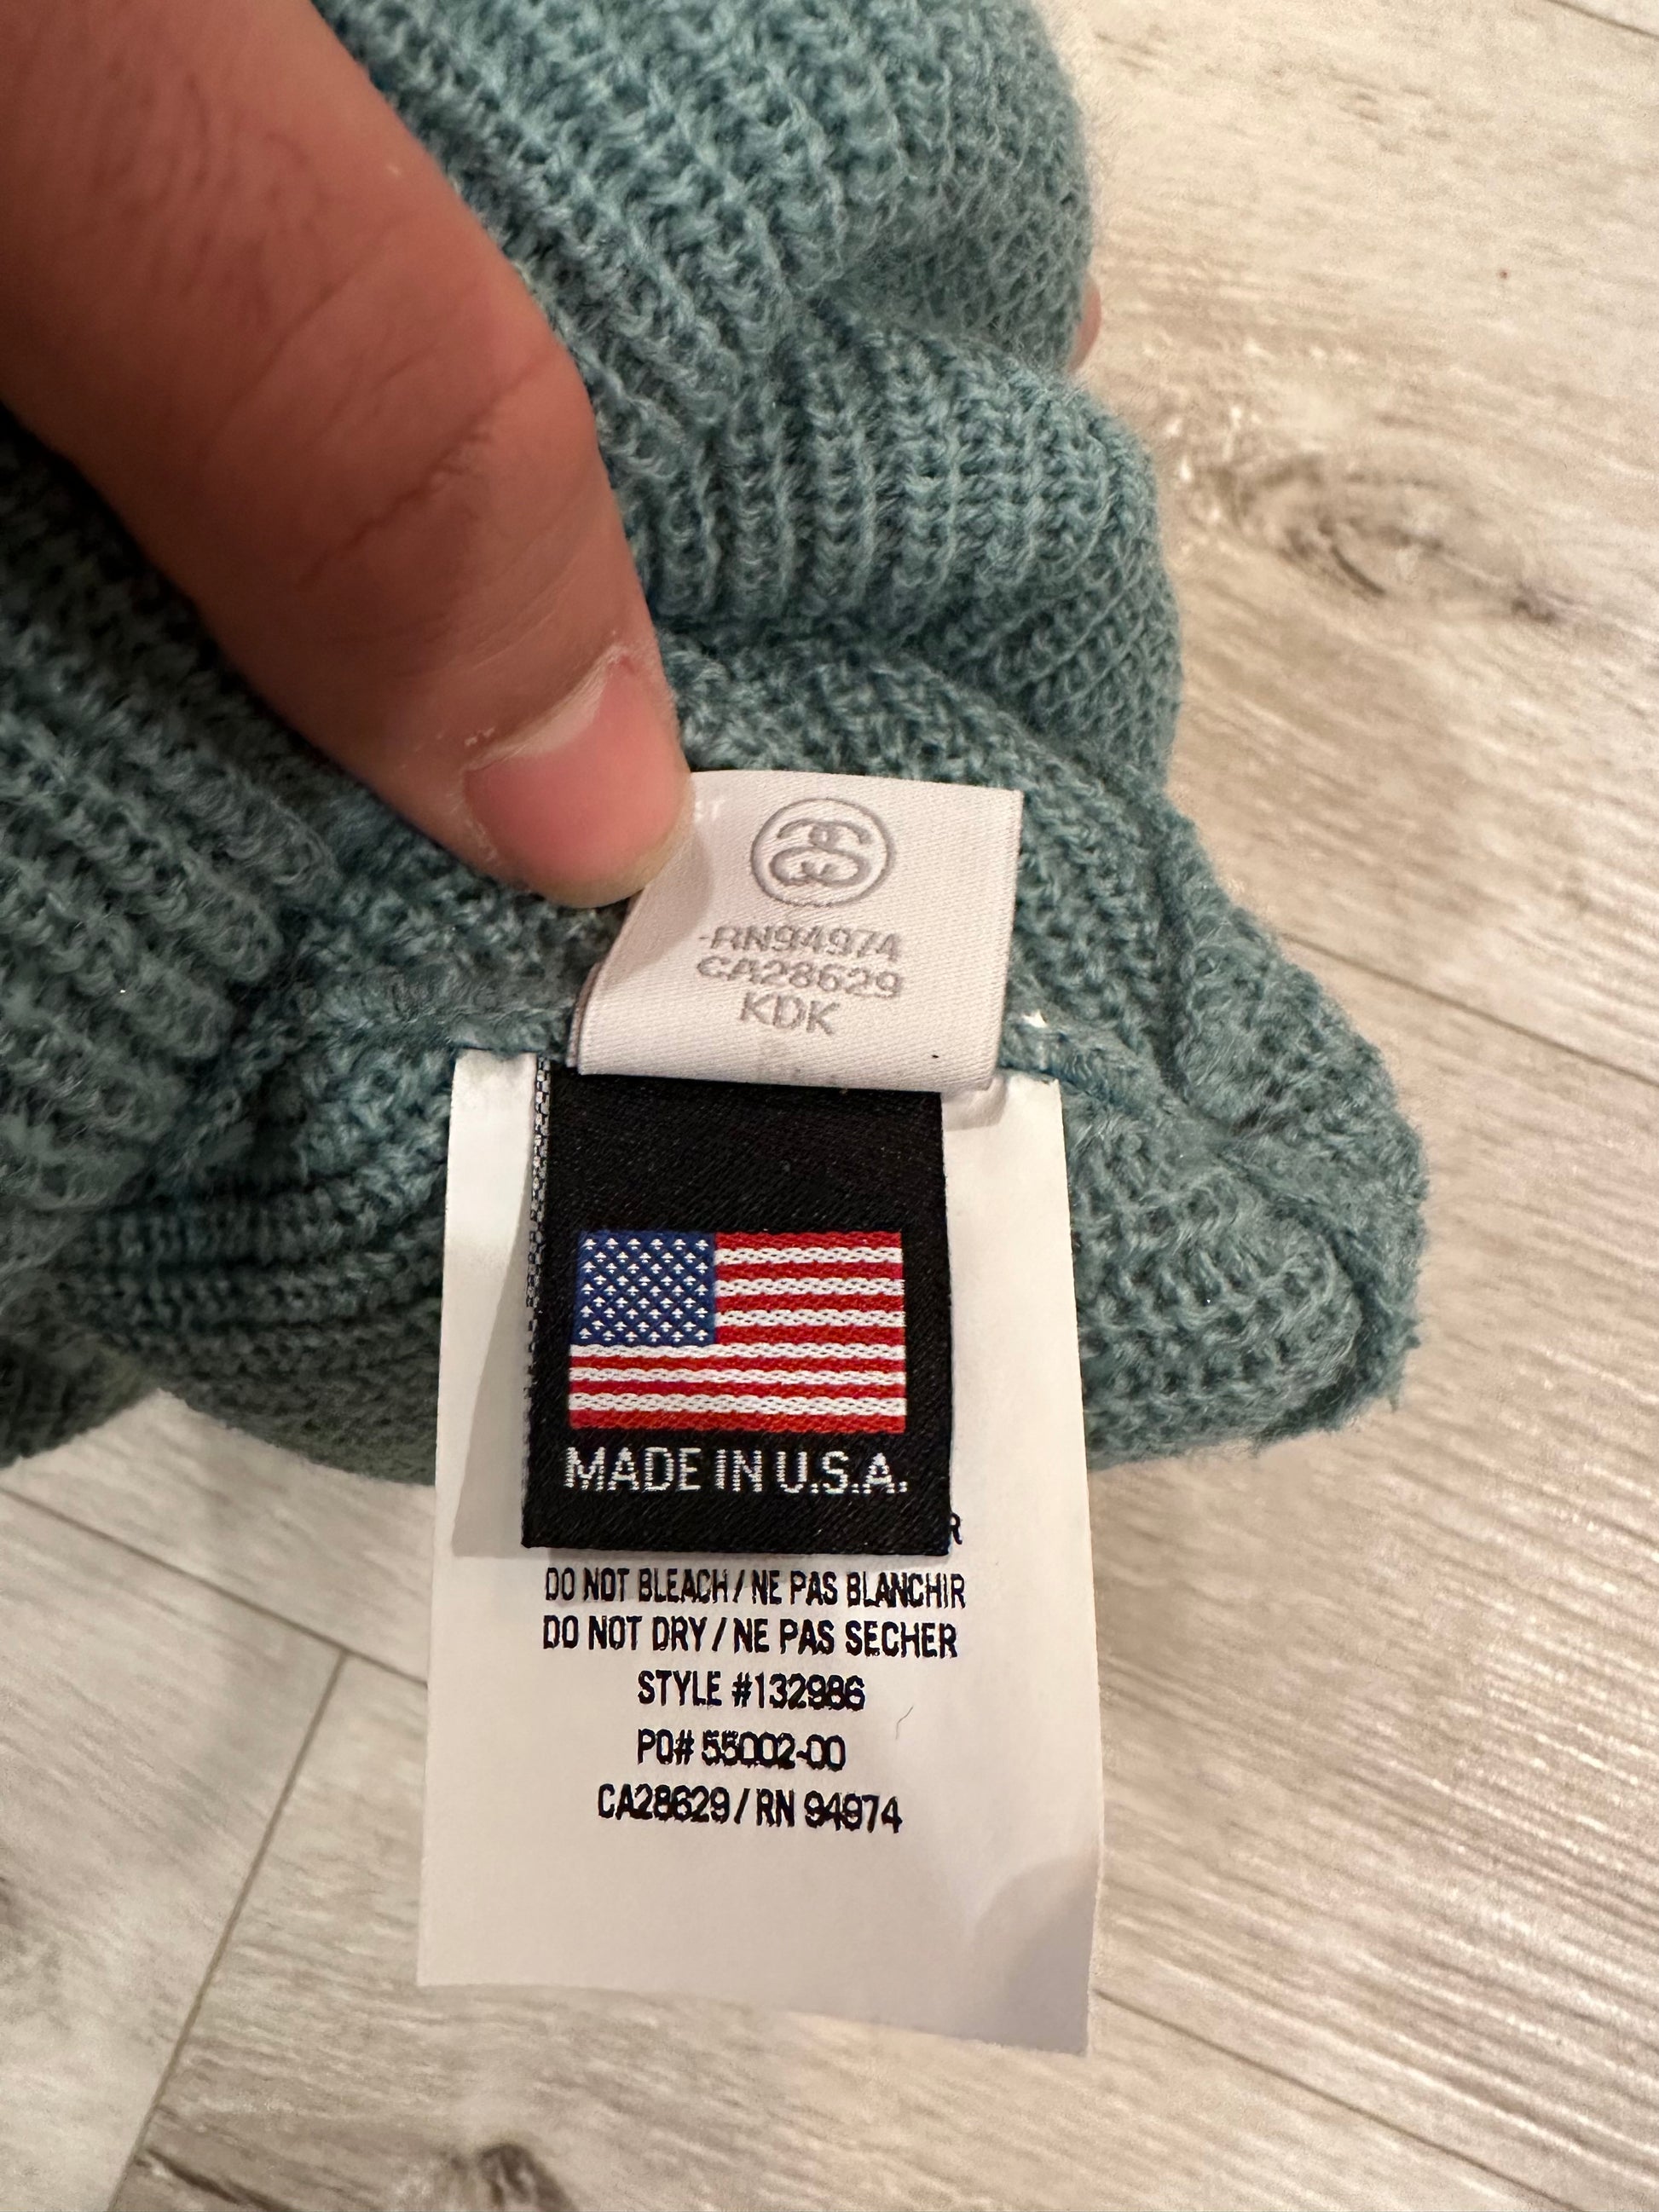 RN94974
CA28629
KDK
MADE IN U.S.A.
DO NOT BLEACH / NE PAS BLANCHIR
DO NOT DRY / NE PAS SECHER
STYLE #132986
PO# 55002-00
CA28629 / RN 94974